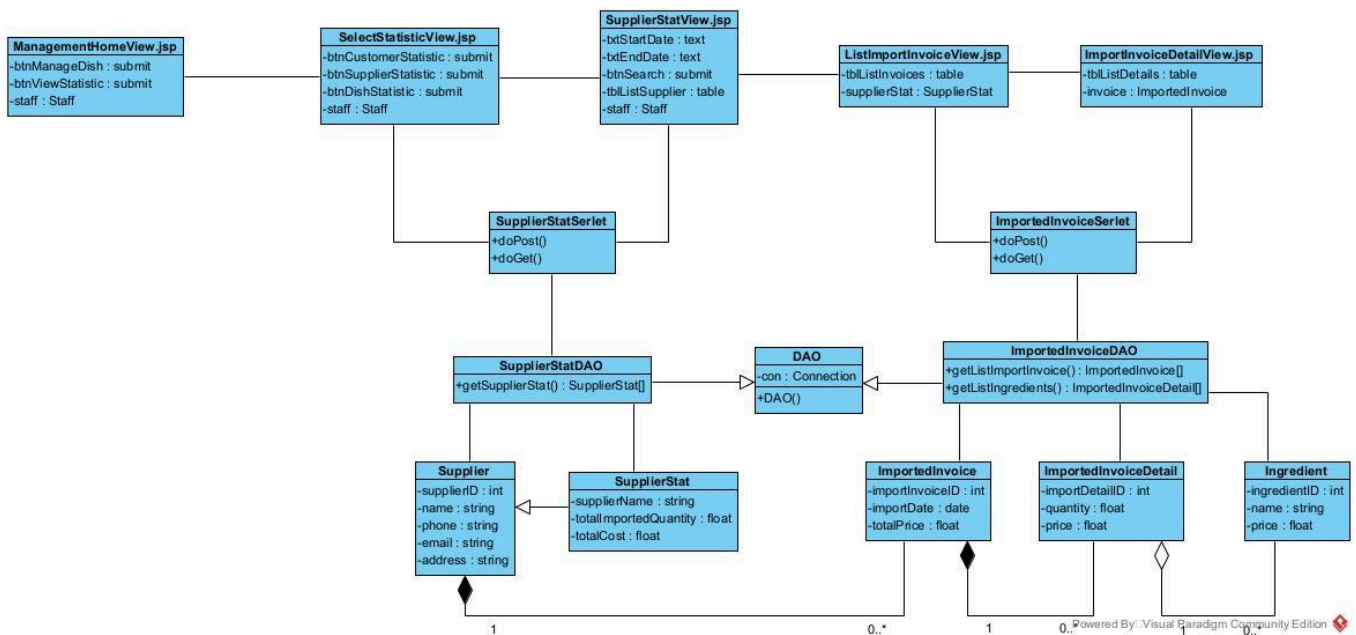 ManagementHomeView.jsp
-btnManageDish : submit
-btnViewStatistic : submit
-staff : Staff
SelectStatisticView.jsp
-btnCustomerStatistic : submit
-btnSupplierStatistic : submit
-btnDishStatistic : submit
-staff : Staff
SupplierStatView.jsp
-txtStartDate : text
-txtEndDate : text
-btnSearch : submit
-tblListSupplier : table
-staff : Staff
ListImportInvoiceView.jsp
-tblListInvoices : table
-supplierStat : SupplierStat
ImportInvoiceDetailView.jsp
-tblListDetails : table
-invoice : ImportedInvoice
SupplierStatSerlet
+doPost()
+doGet()
ImportedInvoiceSerlet
+doPost()
+doGet()
SupplierStatDAO
+getSupplierStat() : SupplierStat[]
DAO
-con : Connection
+DAO()
ImportedInvoiceDAO
+getListImportInvoice() : ImportedInvoice[]
+getListIngredients() : ImportedInvoiceDetail[]
Supplier
-supplierID : int
-name : string
-phone : string
-email : string
-address : string
SupplierStat
-supplierName : string
-totalImportedQuantity : float
-totalCost : float
ImportedInvoice
-importInvoiceID : int
-importDate : date
-totalPrice : float
ImportedInvoiceDetail
-importDetailID : int
-quantity : float
-price : float
Ingredient
-ingredientID : int
-name : string
-price : float
1
0..*
1
0..*
1
0..*
Powered By Visual Paradigm Community Edition